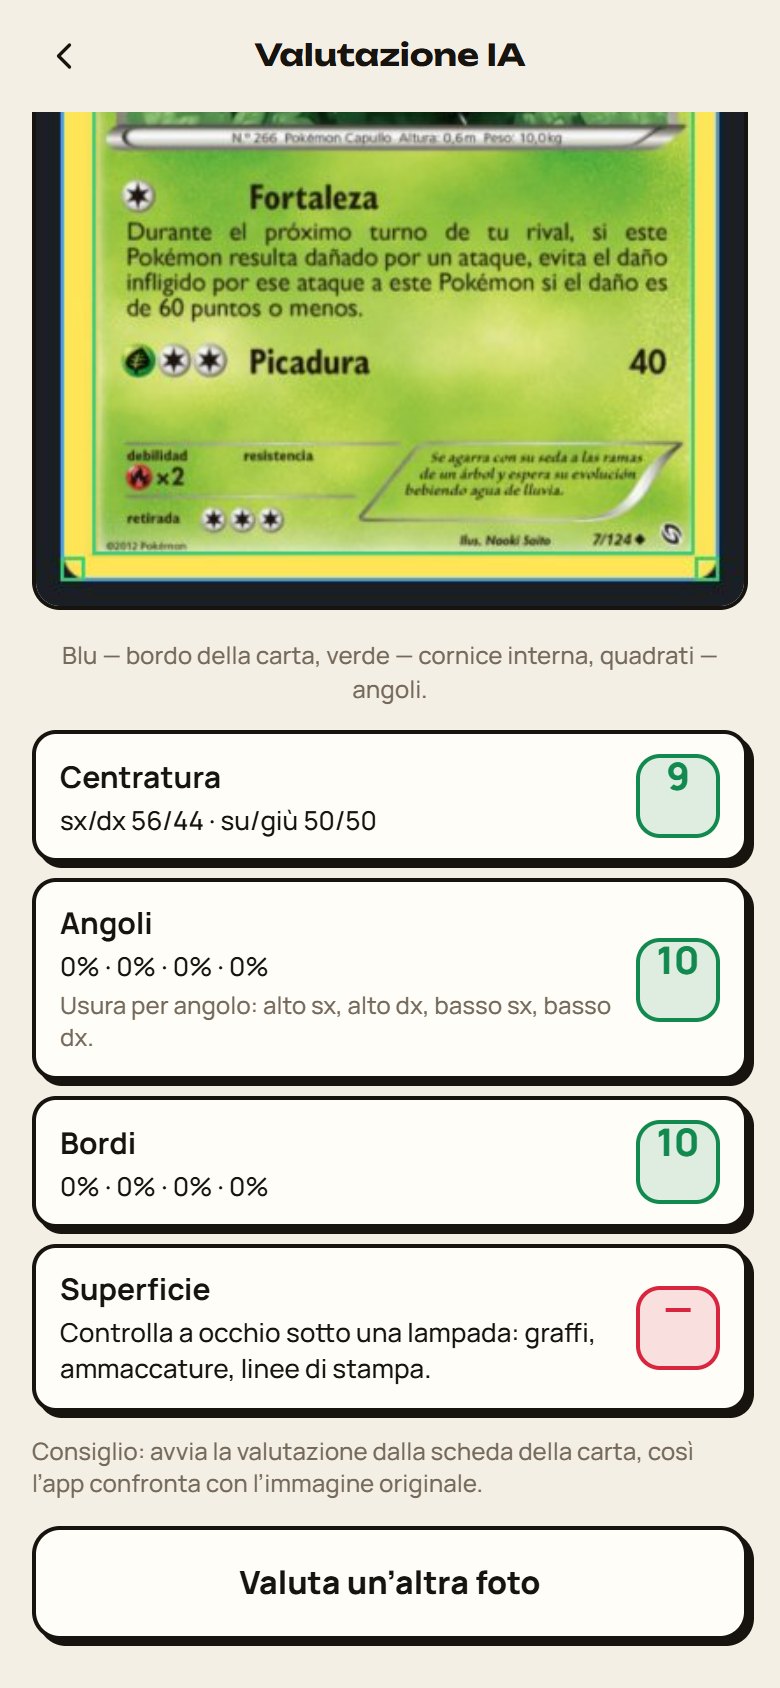 Valutazione IA
N.º 266 Pokémon Capullo Altura: 0,6m Peso: 10,0kg
Fortaleza
Durante el próximo turno de tu rival, si este
Pokémon resulta dañado por un ataque, evita el daño
infligido por ese ataque a este Pokémon si el daño es
de 60 puntos o menos.
Picadura 40
debilidad resistencia
×2
Se agarra con su seda a las ramas
de un árbol y espera su evolución
bebiendo agua de lluvia.
retirada
©2012 Pokémon Ilus. Naoki Saito 7/124
Blu — bordo della carta, verde — cornice interna, quadrati —
angoli.
Centratura
sx/dx 56/44 · su/giù 50/50
9
Angoli
0% · 0% · 0% · 0%
Usura per angolo: alto sx, alto dx, basso sx, basso
dx.
10
Bordi
0% · 0% · 0% · 0%
10
Superficie
Controlla a occhio sotto una lampada: graffi,
ammaccature, linee di stampa.
—
Consiglio: avvia la valutazione dalla scheda della carta, così
l’app confronta con l’immagine originale.
Valuta un’altra foto